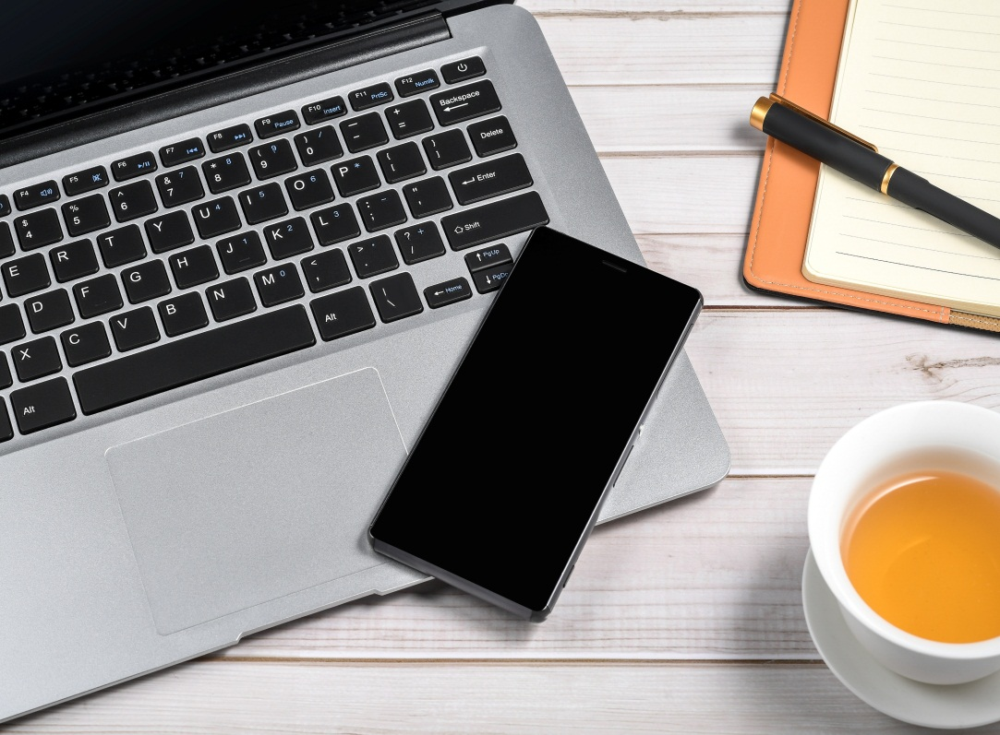 F4 F5 F6 F7 F8 F9 Pause F10 Insert F11 PrtSc F12 Numlk
$ 4 % 5 ^ 6 & 7 7 * 8 8 ( 9 9 ) 0 / _ - + = Backspace
E R T Y U 4 I 5 O 6 P * { [ } ] Delete
D F G H J 1 K 2 L 3 : ; " ' Enter
X C V B N M 0 < , > . ? / + Shift
Alt Alt | \ Home PgUp
PgDn